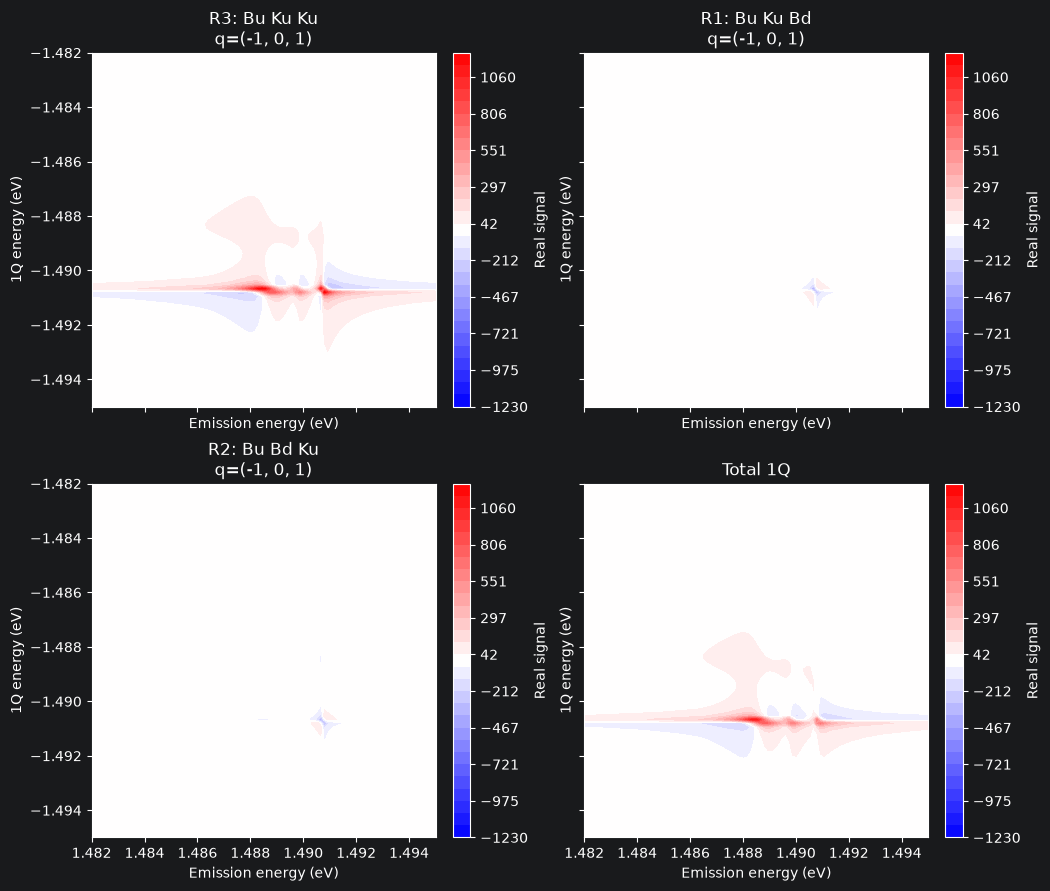 R3: Bu Ku Ku
q=(-1, 0, 1)
−1.482
−1.484
−1.486
−1.488
−1.490
−1.492
−1.494
1Q energy (eV)
Emission energy (eV)
1060
806
551
297
42
−212
−467
−721
−975
−1230
Real signal
R1: Bu Ku Bd
q=(-1, 0, 1)
1Q energy (eV)
Emission energy (eV)
1060
806
551
297
42
−212
−467
−721
−975
−1230
Real signal
R2: Bu Bd Ku
q=(-1, 0, 1)
−1.482
−1.484
−1.486
−1.488
−1.490
−1.492
−1.494
1Q energy (eV)
1.482 1.484 1.486 1.488 1.490 1.492 1.494
Emission energy (eV)
1060
806
551
297
42
−212
−467
−721
−975
−1230
Real signal
Total 1Q
1Q energy (eV)
1.482 1.484 1.486 1.488 1.490 1.492 1.494
Emission energy (eV)
1060
806
551
297
42
−212
−467
−721
−975
−1230
Real signal